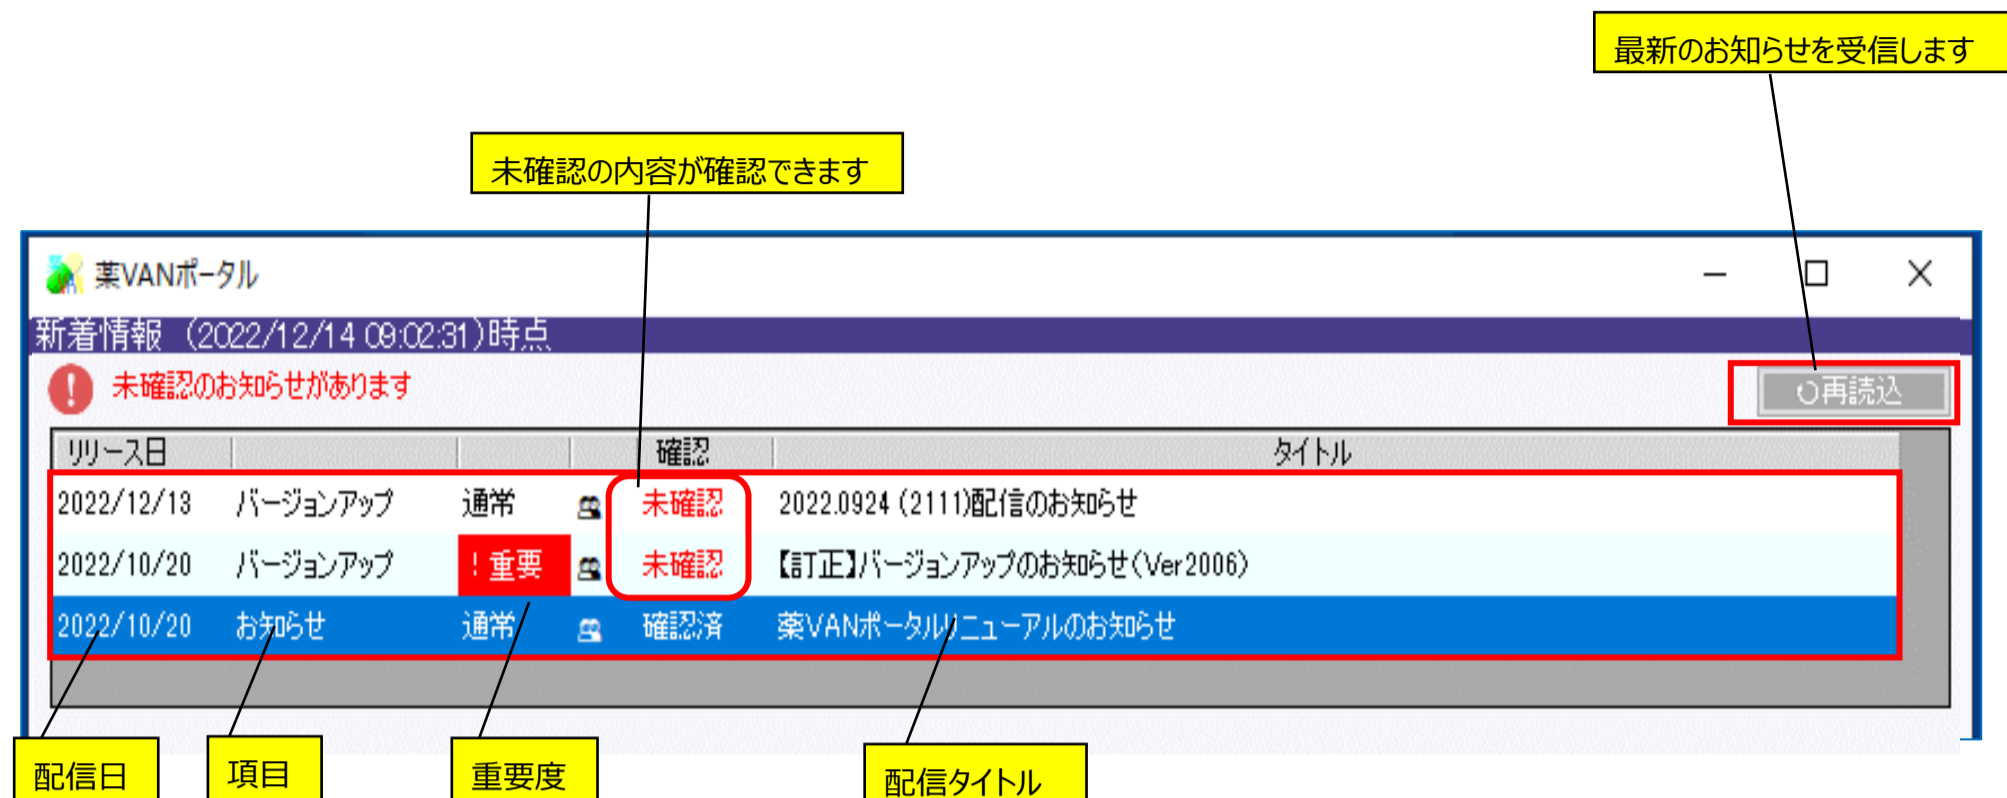 最新のお知らせを受信します
未確認の内容が確認できます
薬VANポータル
新着情報 (2022/12/14 09:02:31)時点
! 未確認のお知らせがあります
再読込
リリース日 確認 タイトル
2022/12/13 バージョンアップ 通常 未確認 2022.0924 (2111)配信のお知らせ
2022/10/20 バージョンアップ !重要 未確認 【訂正】バージョンアップのお知らせ(Ver2006)
2022/10/20 お知らせ 通常 確認済 薬VANポータルリニューアルのお知らせ
配信日 項目 重要度 配信タイトル